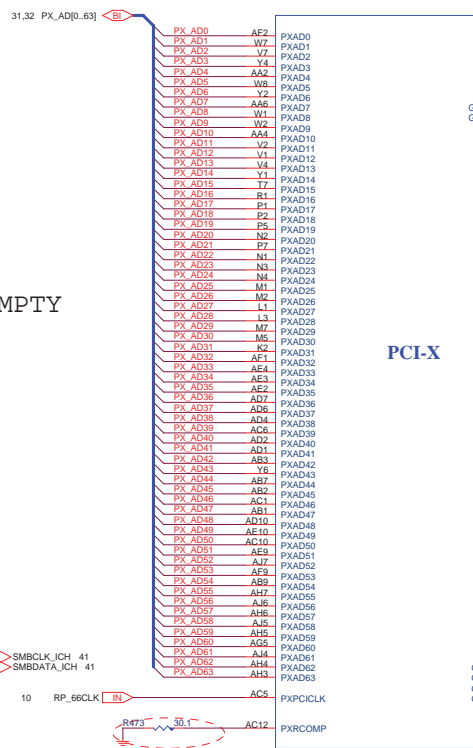 31,32 PX_AD[0..63] BI
PX_AD0 AF2 PXAD0
PX_AD1 W7 PXAD1
PX_AD2 V7 PXAD2
PX_AD3 Y4 PXAD3
PX_AD4 AA2 PXAD4
PX_AD5 W8 PXAD5
PX_AD6 Y2 PXAD6
PX_AD7 AA6 PXAD7
PX_AD8 W1 PXAD8
PX_AD9 W2 PXAD9
PX_AD10 AA4 PXAD10
PX_AD11 V2 PXAD11
PX_AD12 V1 PXAD12
PX_AD13 V4 PXAD13
PX_AD14 Y1 PXAD14
PX_AD15 T7 PXAD15
PX_AD16 R1 PXAD16
PX_AD17 P1 PXAD17
PX_AD18 P2 PXAD18
PX_AD19 P5 PXAD19
PX_AD20 N2 PXAD20
PX_AD21 P7 PXAD21
PX_AD22 N1 PXAD22
PX_AD23 N3 PXAD23
PX_AD24 N4 PXAD24
PX_AD25 M1 PXAD25
PX_AD26 M2 PXAD26
MPTY
PX_AD27 L1 PXAD27
PX_AD28 L3 PXAD28
PX_AD29 M7 PXAD29
PX_AD30 M5 PXAD30
PX_AD31 K2 PXAD31
PCI-X
PX_AD32 AF1 PXAD32
PX_AD33 AE4 PXAD33
PX_AD34 AE3 PXAD34
PX_AD35 AE2 PXAD35
PX_AD36 AD7 PXAD36
PX_AD37 AD6 PXAD37
PX_AD38 AD4 PXAD38
PX_AD39 AC6 PXAD39
PX_AD40 AD2 PXAD40
PX_AD41 AD1 PXAD41
PX_AD42 AB3 PXAD42
PX_AD43 Y6 PXAD43
PX_AD44 AB7 PXAD44
PX_AD45 AB2 PXAD45
PX_AD46 AC1 PXAD46
PX_AD47 AB1 PXAD47
PX_AD48 AD10 PXAD48
PX_AD49 AE10 PXAD49
PX_AD50 AC10 PXAD50
PX_AD51 AE9 PXAD51
PX_AD52 AJ7 PXAD52
PX_AD53 AF9 PXAD53
PX_AD54 AB9 PXAD54
PX_AD55 AH7 PXAD55
PX_AD56 AJ6 PXAD56
PX_AD57 AH6 PXAD57
PX_AD58 AJ5 PXAD58
PX_AD59 AH5 PXAD59
PX_AD60 AG5 PXAD60
PX_AD61 AJ4 PXAD61
PX_AD62 AH4 PXAD62
PX_AD63 AH3 PXAD63
SMBCLK_ICH 41
SMBDATA_ICH 41
10 RP_66CLK IN AC5 PXPCICLK
R473 30.1 AC12 PXRCOMP